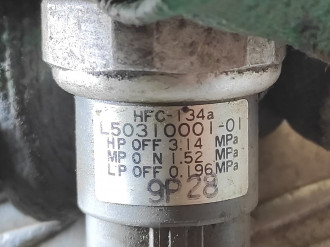 HFC-134a
L50310001-01
HP OFF 3.14 MPa
MP O N 1.52 MPa
LP OFF 0.196 MPa
9P28